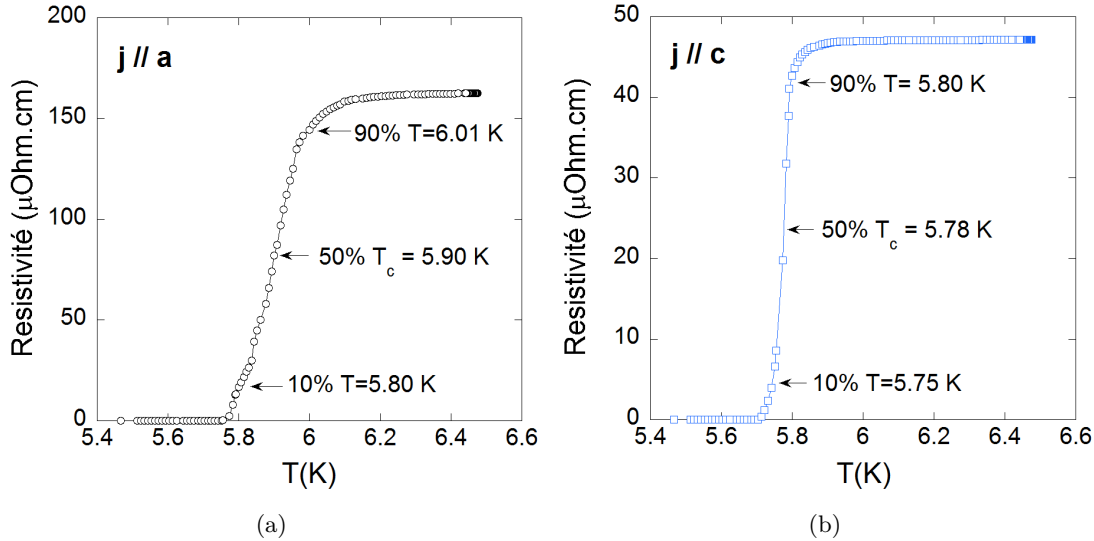 200
150
100
50
0
5.4 5.6 5.8 6 6.2 6.4 6.6
Resistivité (μOhm.cm)
T(K)
j // a
90% T=6.01 K
50% Tc = 5.90 K
10% T=5.80 K
(a)
50
40
30
20
10
0
5.4 5.6 5.8 6 6.2 6.4 6.6
Resistivité (μOhm.cm)
T(K)
j // c
90% T= 5.80 K
50% Tc = 5.78 K
10% T=5.75 K
(b)